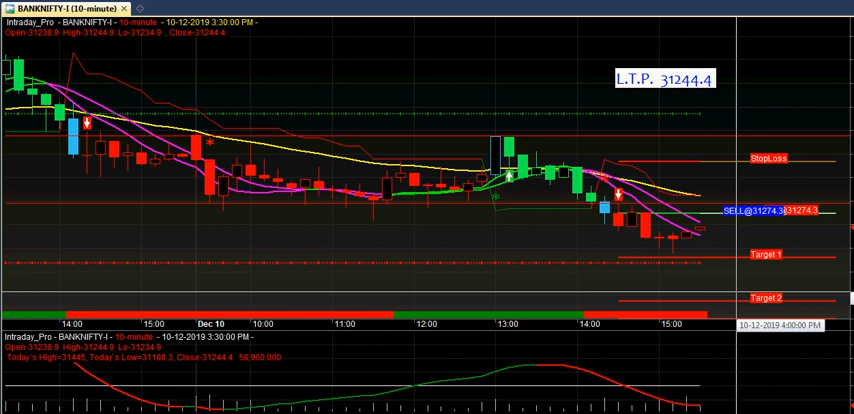 BANKNIFTY-I (10-minute)
Intraday_Pro - BANKNIFTY-I - 10-minute - 10-12-2019 3:30:00 PM -
Open-31238.9 High-31244.9 Lo-31234.9 , Close-31244.4
L.T.P. 31244.4
StopLoss
SELL@31274.3 31274.3
Target 1
Target 2
14:00 15:00 Dec 10 10:00 11:00 12:00 13:00 14:00 15:00 10-12-2019 4:00:00 PM
Intraday_Pro - BANKNIFTY-I - 10-minute - 10-12-2019 3:30:00 PM -
Open-31238.9 High-31244.9 Lo-31234.9
Today's High=31445, Today's Low=31188.3, Close-31244.4 58,960.000